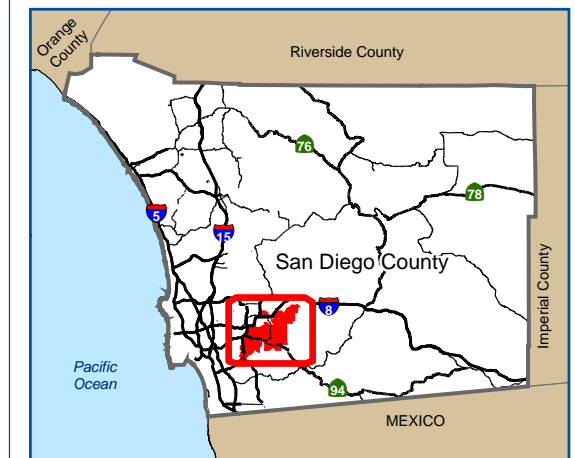 Orange
County
Riverside County
76
78
5
15
San Diego County
Imperial County
8
Pacific
Ocean
94
MEXICO